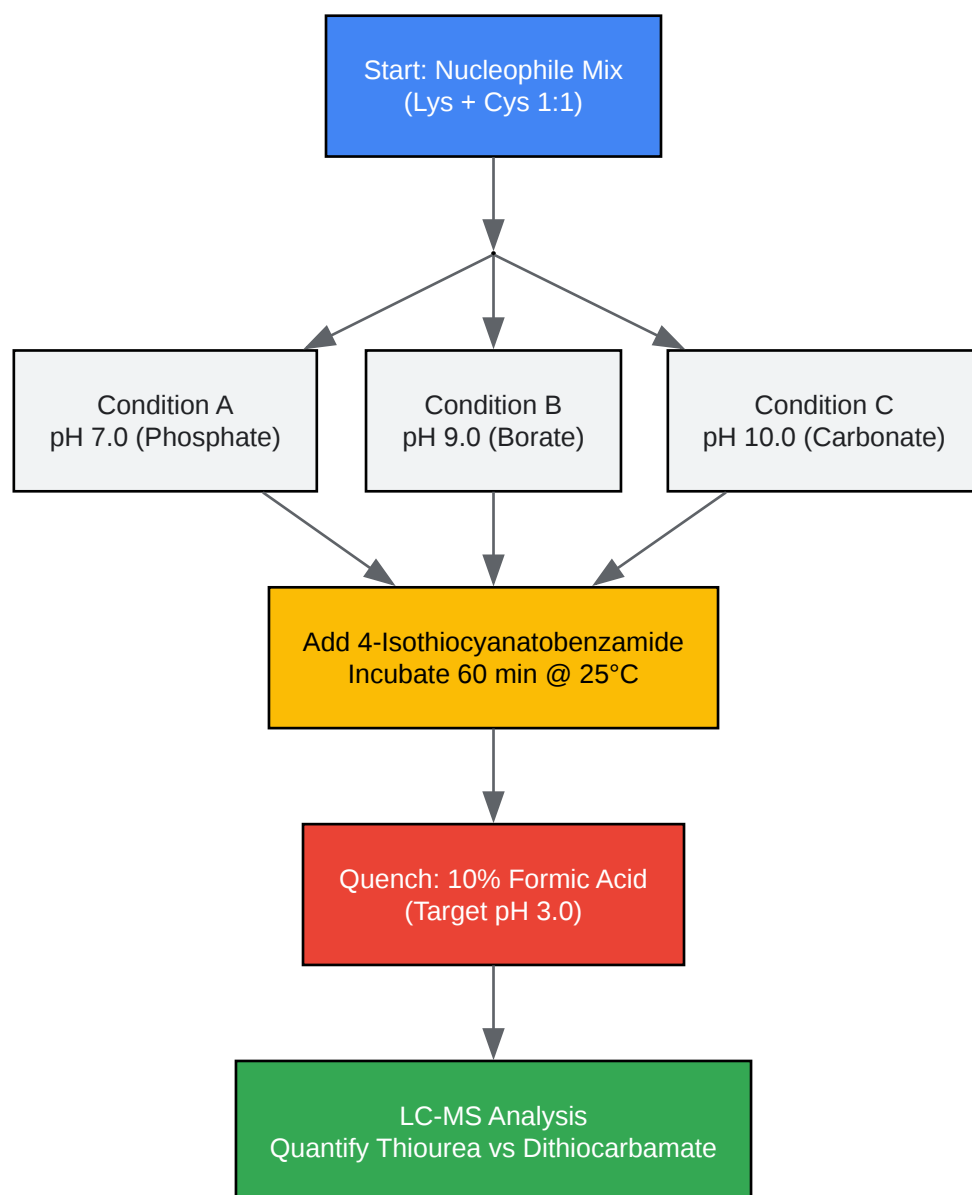 Start: Nucleophile Mix
(Lys + Cys 1:1)
Condition A
pH 7.0 (Phosphate)
Condition B
pH 9.0 (Borate)
Condition C
pH 10.0 (Carbonate)
Add 4-Isothiocyanatobenzamide
Incubate 60 min @ 25°C
Quench: 10% Formic Acid
(Target pH 3.0)
LC-MS Analysis
Quantify Thiourea vs Dithiocarbamate